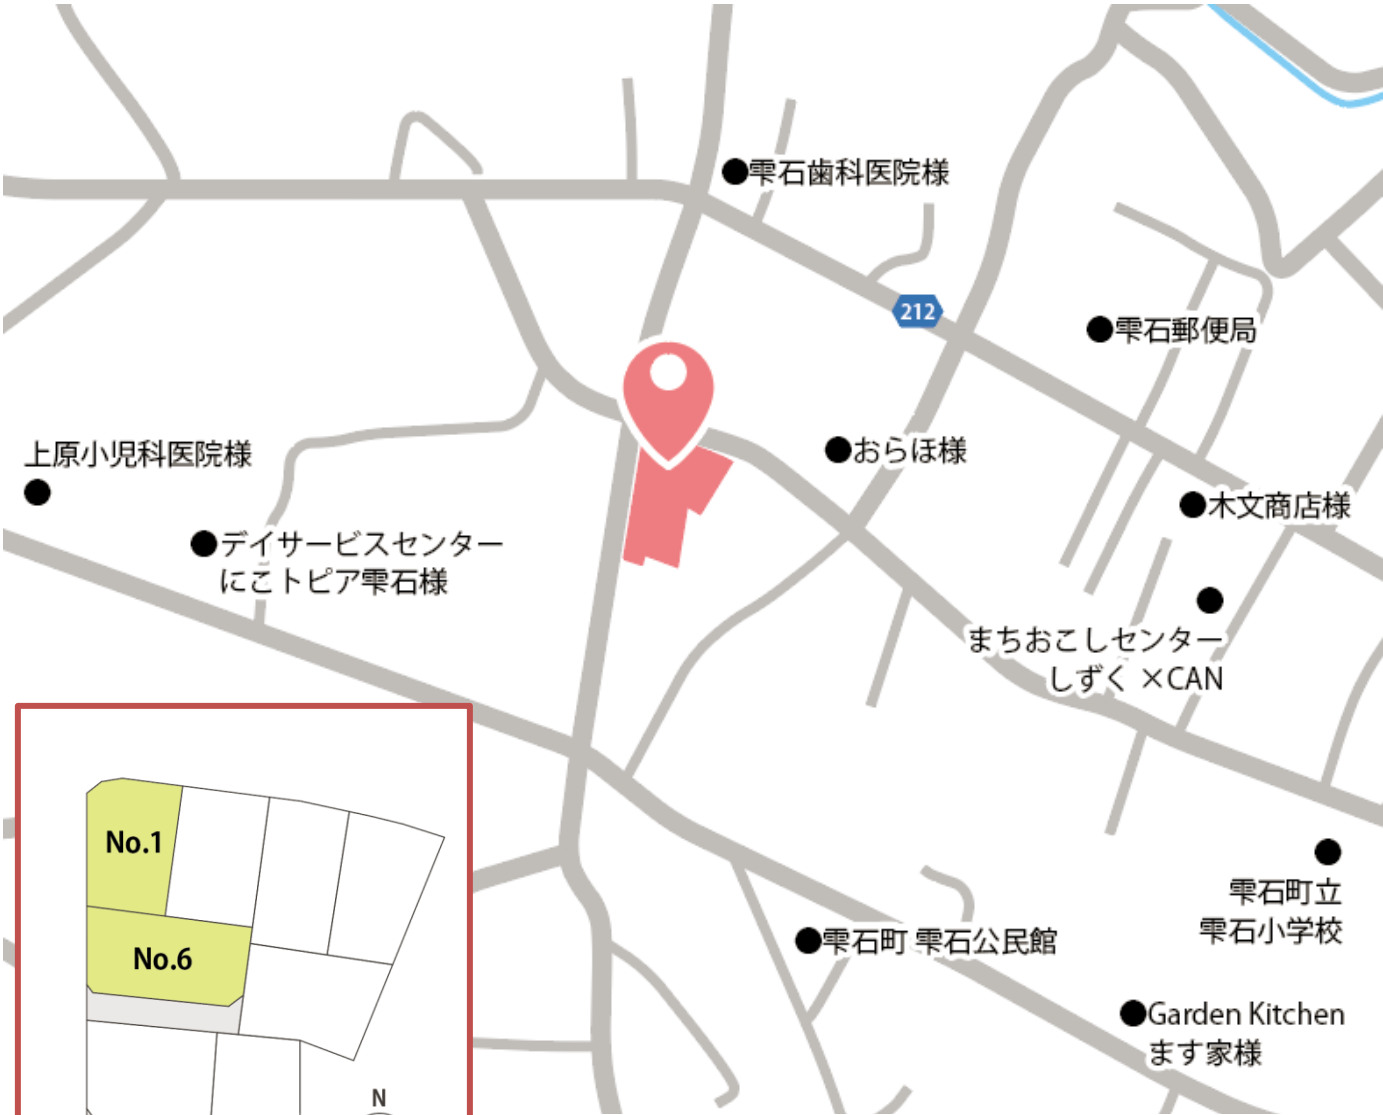 雫石歯科医院様
212
雫石郵便局
上原小児科医院様
おらほ様
木文商店様
デイサービスセンター
にこトピア雫石様
まちおこしセンター
しずく ×CAN
No.1
No.6
N
雫石町立
雫石小学校
雫石町 雫石公民館
Garden Kitchen
ます家様